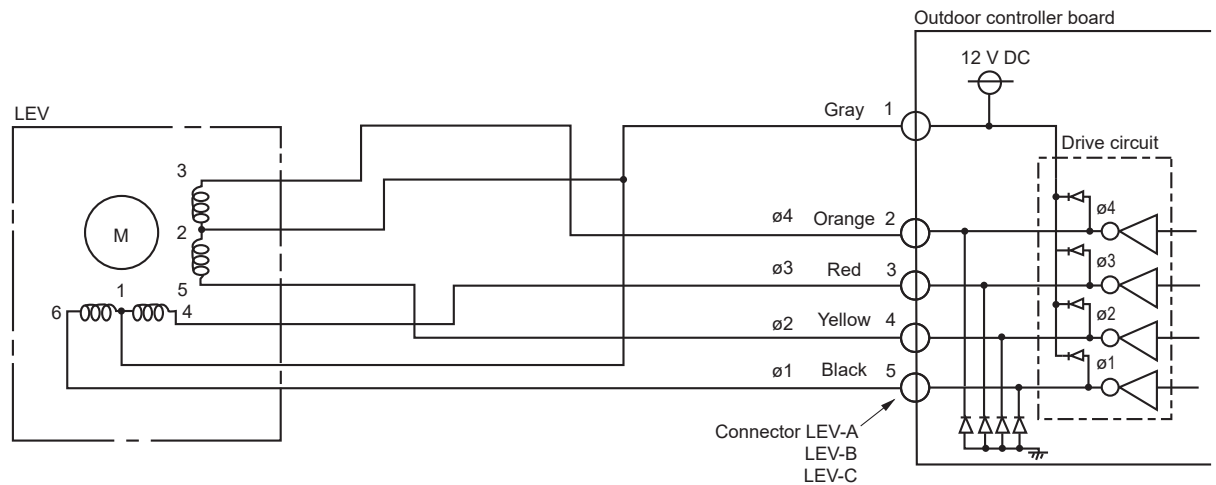 Outdoor controller board
12 V DC
LEV
Gray 1
Drive circuit
3
ø4 Orange 2
ø4
M
2
ø3 Red 3
ø3
5
1
6
4
ø2 Yellow 4
ø2
ø1 Black 5
ø1
Connector LEV-A
LEV-B
LEV-C